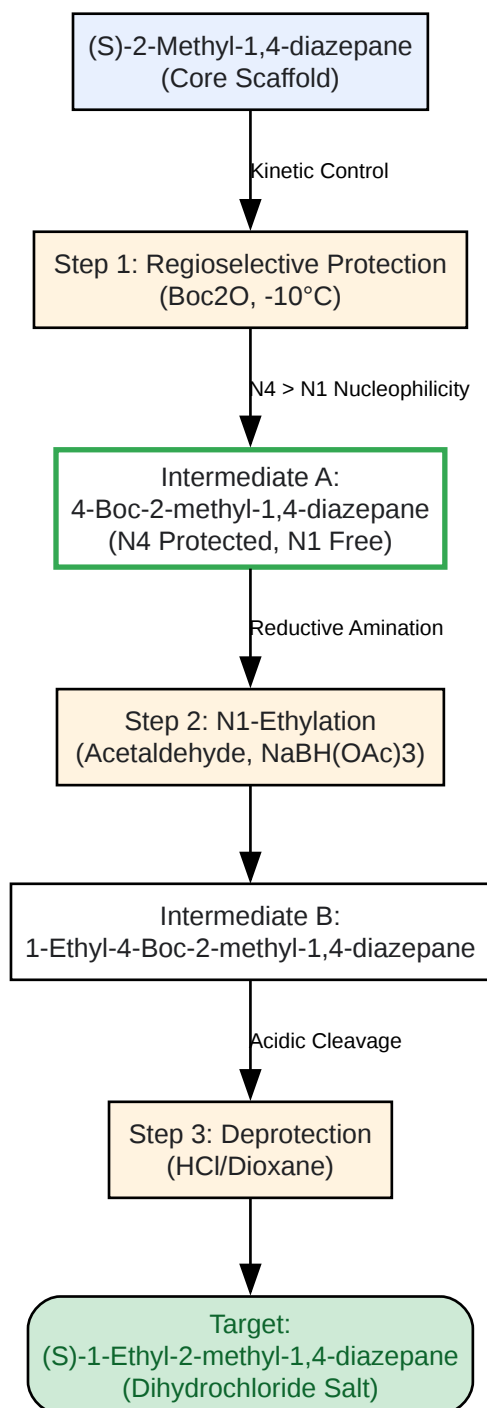 (S)-2-Methyl-1,4-diazepane
(Core Scaffold)
Kinetic Control
Step 1: Regioselective Protection
(Boc2O, -10°C)
N4 > N1 Nucleophilicity
Intermediate A:
4-Boc-2-methyl-1,4-diazepane
(N4 Protected, N1 Free)
Reductive Amination
Step 2: N1-Ethylation
(Acetaldehyde, NaBH(OAc)3)
Intermediate B:
1-Ethyl-4-Boc-2-methyl-1,4-diazepane
Acidic Cleavage
Step 3: Deprotection
(HCl/Dioxane)
Target:
(S)-1-Ethyl-2-methyl-1,4-diazepane
(Dihydrochloride Salt)